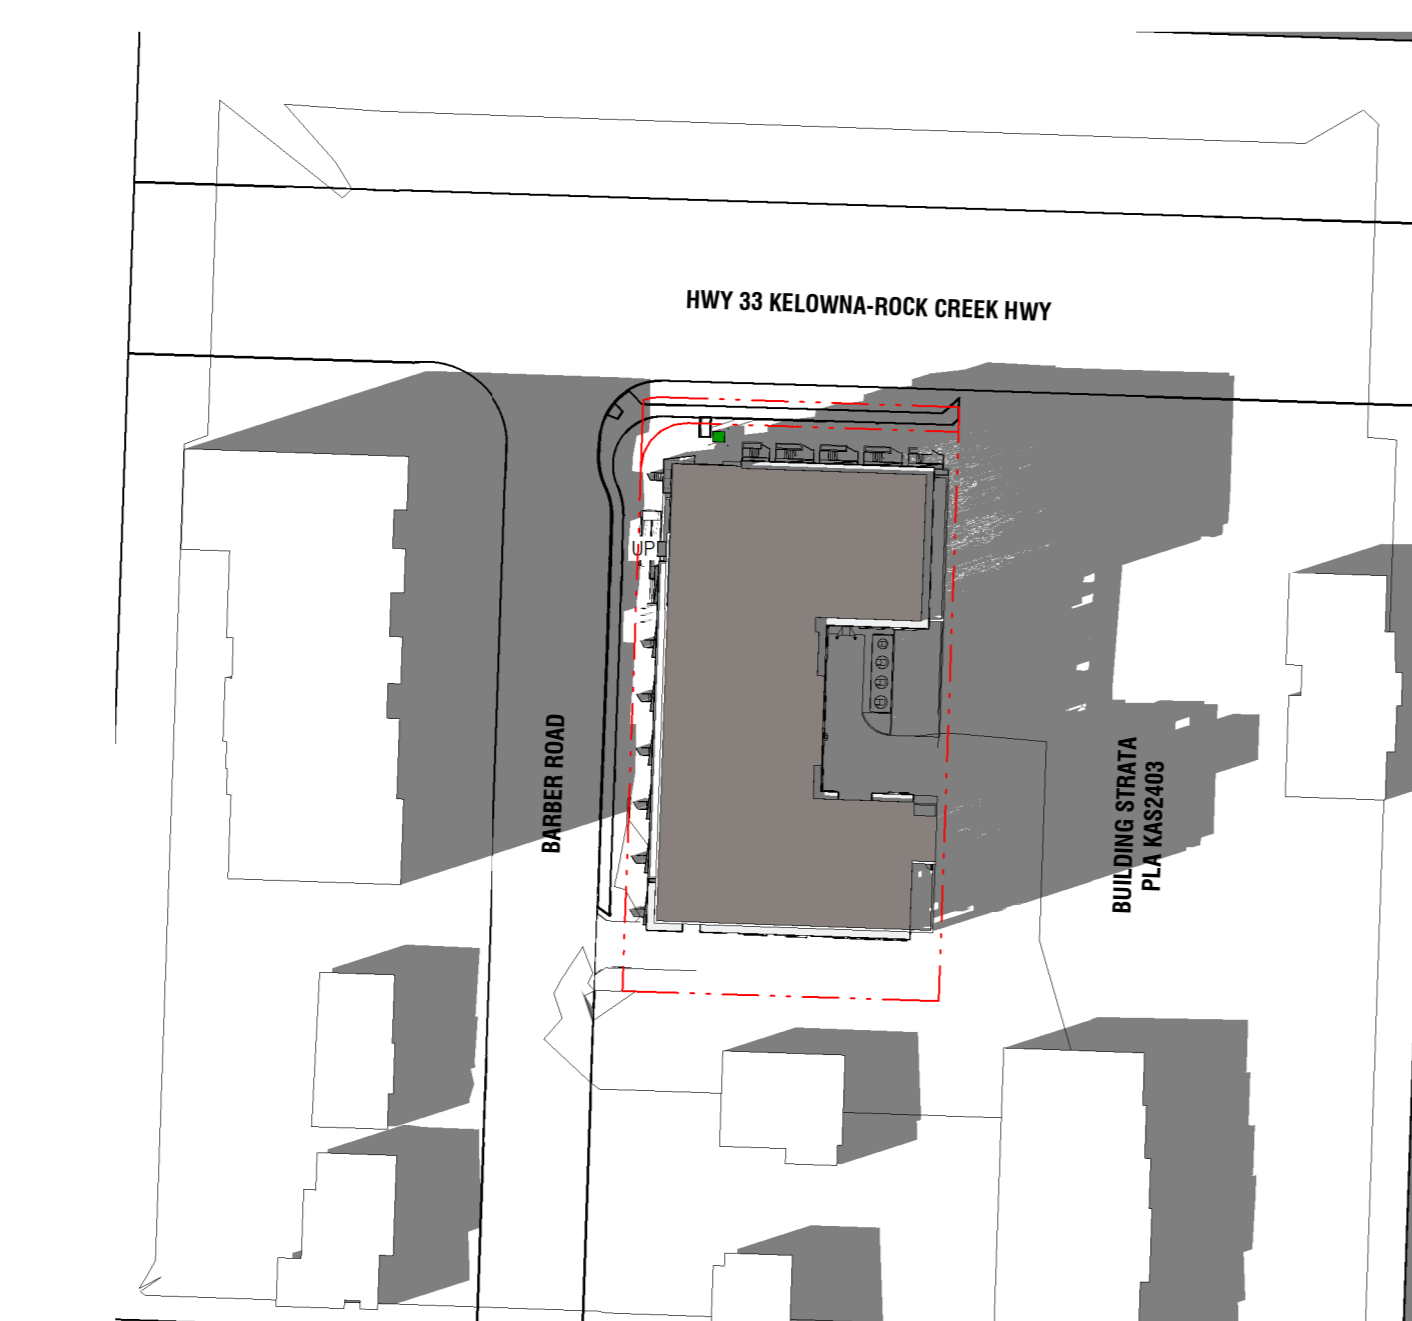 HWY 33 KELOWNA-ROCK CREEK HWY
UP
BARBER ROAD
BUILDING STRATA
PLA KAS2403